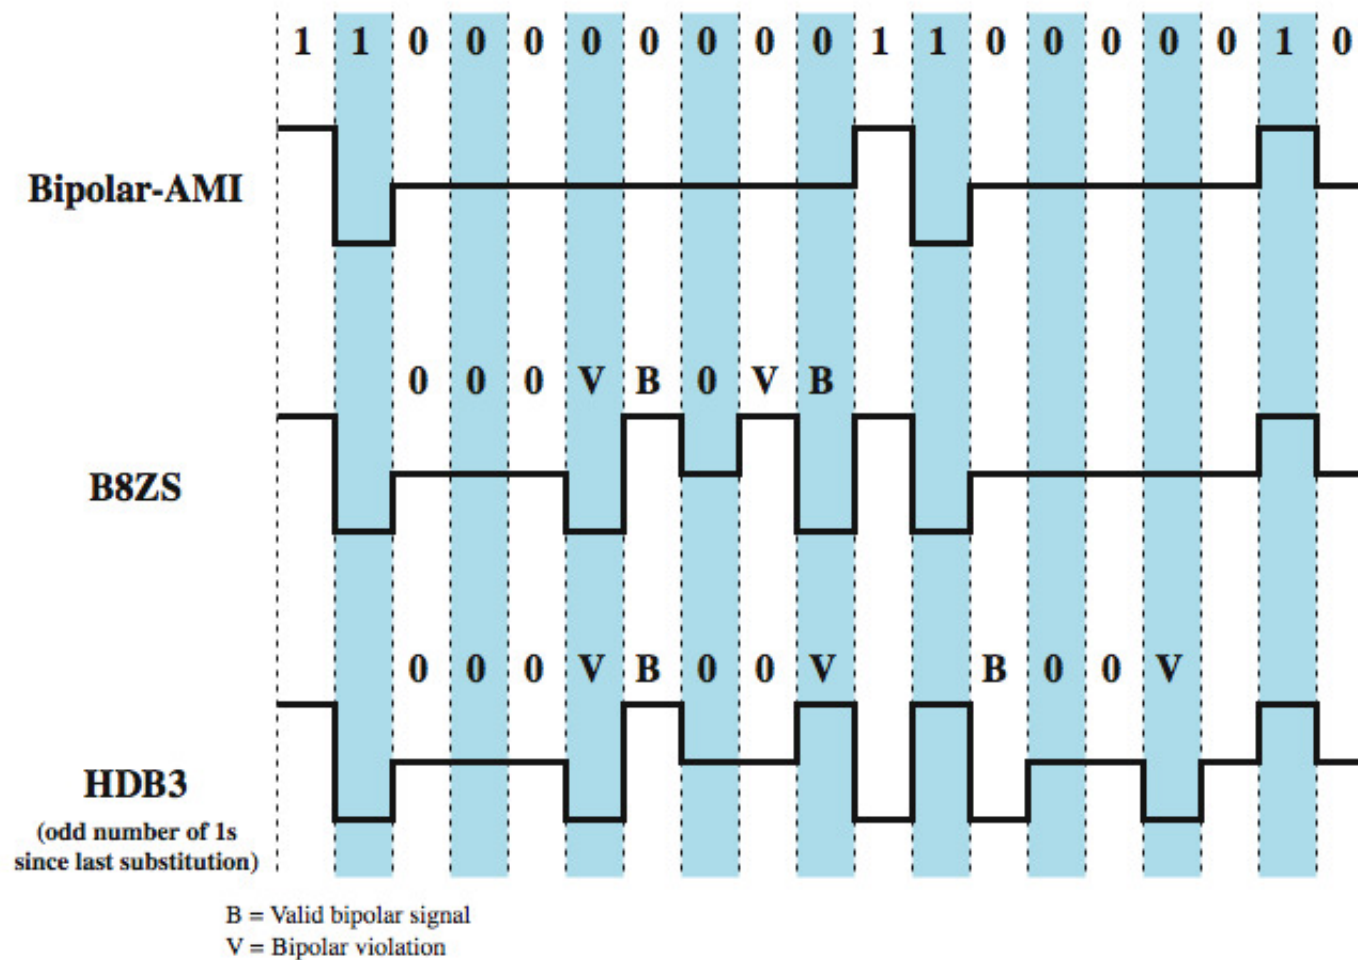 1 1 0 0 0 0 0 0 0 0 1 1 0 0 0 0 0 1 0
Bipolar-AMI
0 0 0 V B 0 V B
B8ZS
0 0 0 V B 0 0 V B 0 0 V
HDB3
(odd number of 1s
since last substitution)
B = Valid bipolar signal
V = Bipolar violation